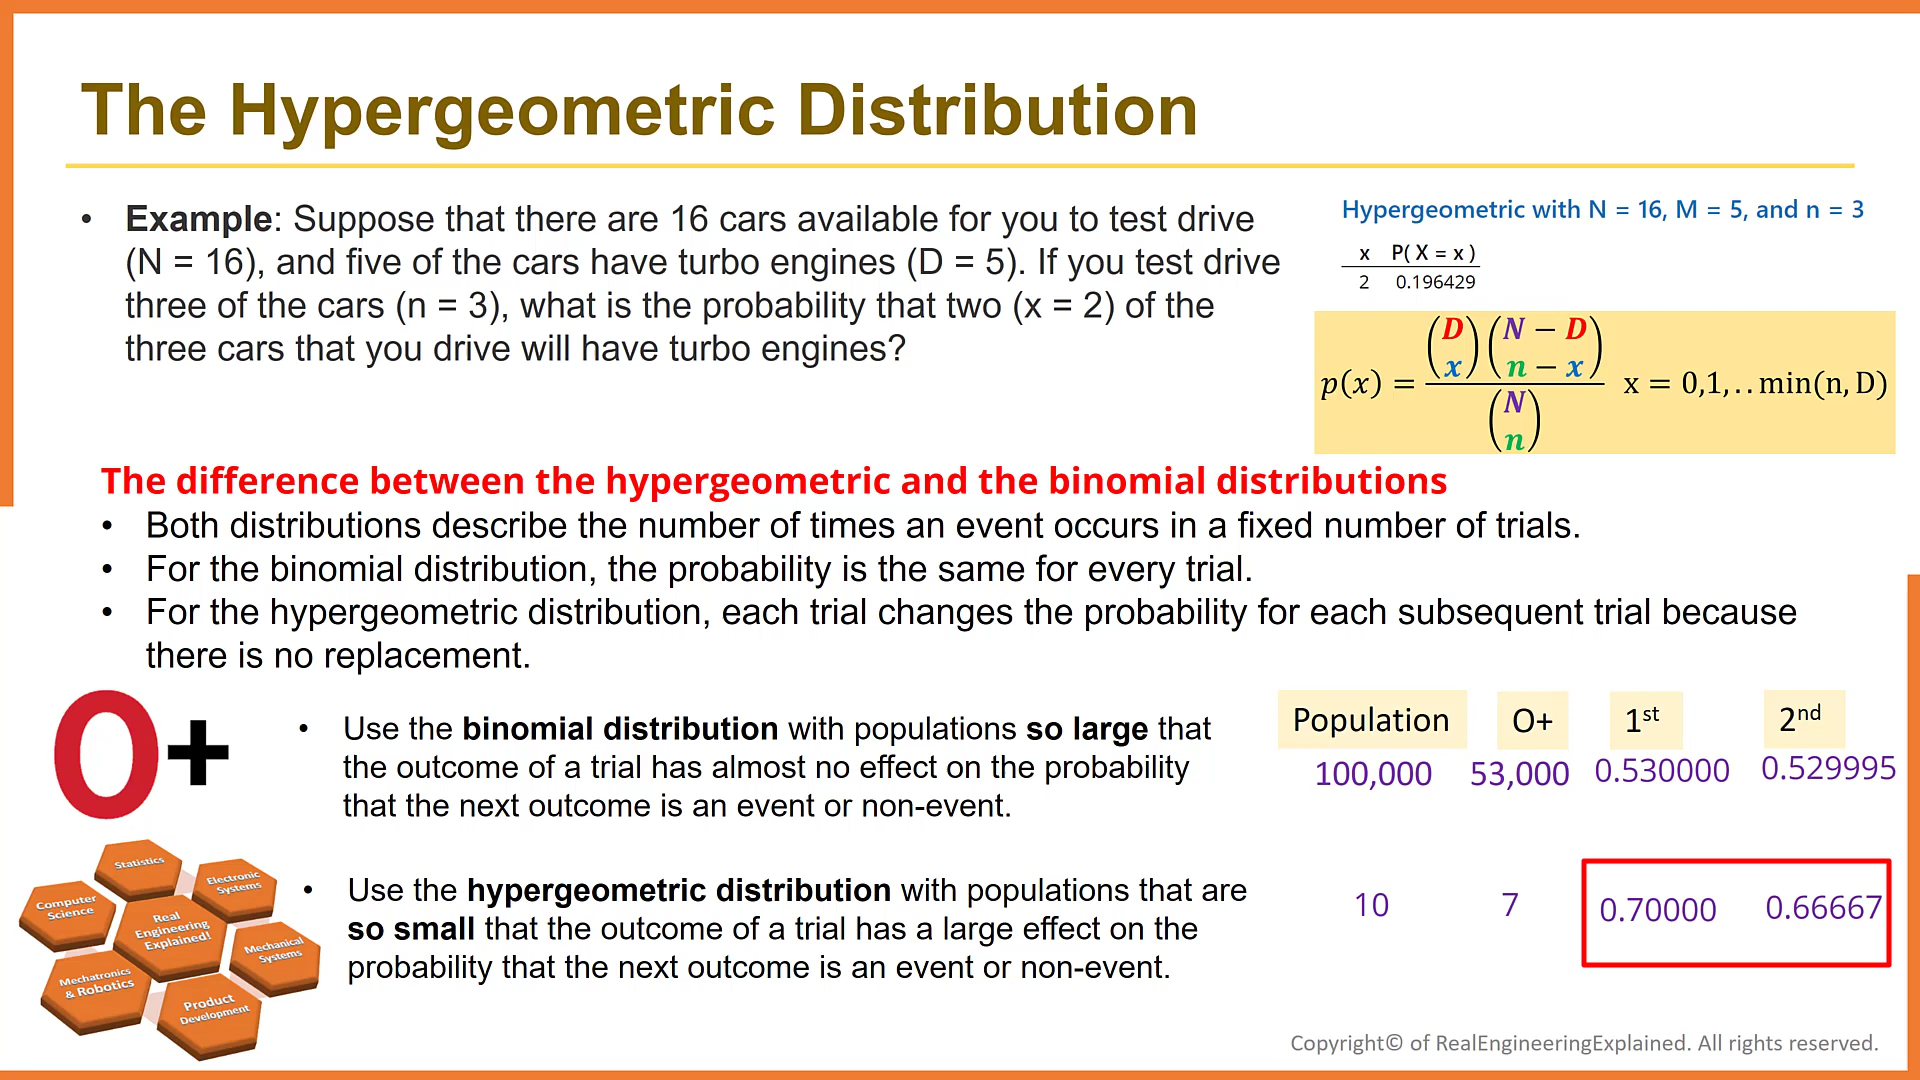 The Hypergeometric Distribution
• Example: Suppose that there are 16 cars available for you to test drive
(N = 16), and five of the cars have turbo engines (D = 5). If you test drive
three of the cars (n = 3), what is the probability that two (x = 2) of the
three cars that you drive will have turbo engines?
Hypergeometric with N = 16, M = 5, and n = 3
x P( X = x )
2 0.196429
p(x) = (D x)(N − D n − x) / (N n) x = 0,1,..min(n, D)
The difference between the hypergeometric and the binomial distributions
• Both distributions describe the number of times an event occurs in a fixed number of trials.
• For the binomial distribution, the probability is the same for every trial.
• For the hypergeometric distribution, each trial changes the probability for each subsequent trial because
there is no replacement.
O+
• Use the binomial distribution with populations so large that
the outcome of a trial has almost no effect on the probability
that the next outcome is an event or non-event.
Population O+ 1st 2nd
100,000 53,000 0.530000 0.529995
• Use the hypergeometric distribution with populations that are
so small that the outcome of a trial has a large effect on the
probability that the next outcome is an event or non-event.
10 7 0.70000 0.66667
Statistics
Electronic
Systems
Computer
Science
Real
Engineering
Explained!
Mechanical
Systems
Mechatronics
& Robotics
Product
Development
Copyright© of RealEngineeringExplained. All rights reserved.